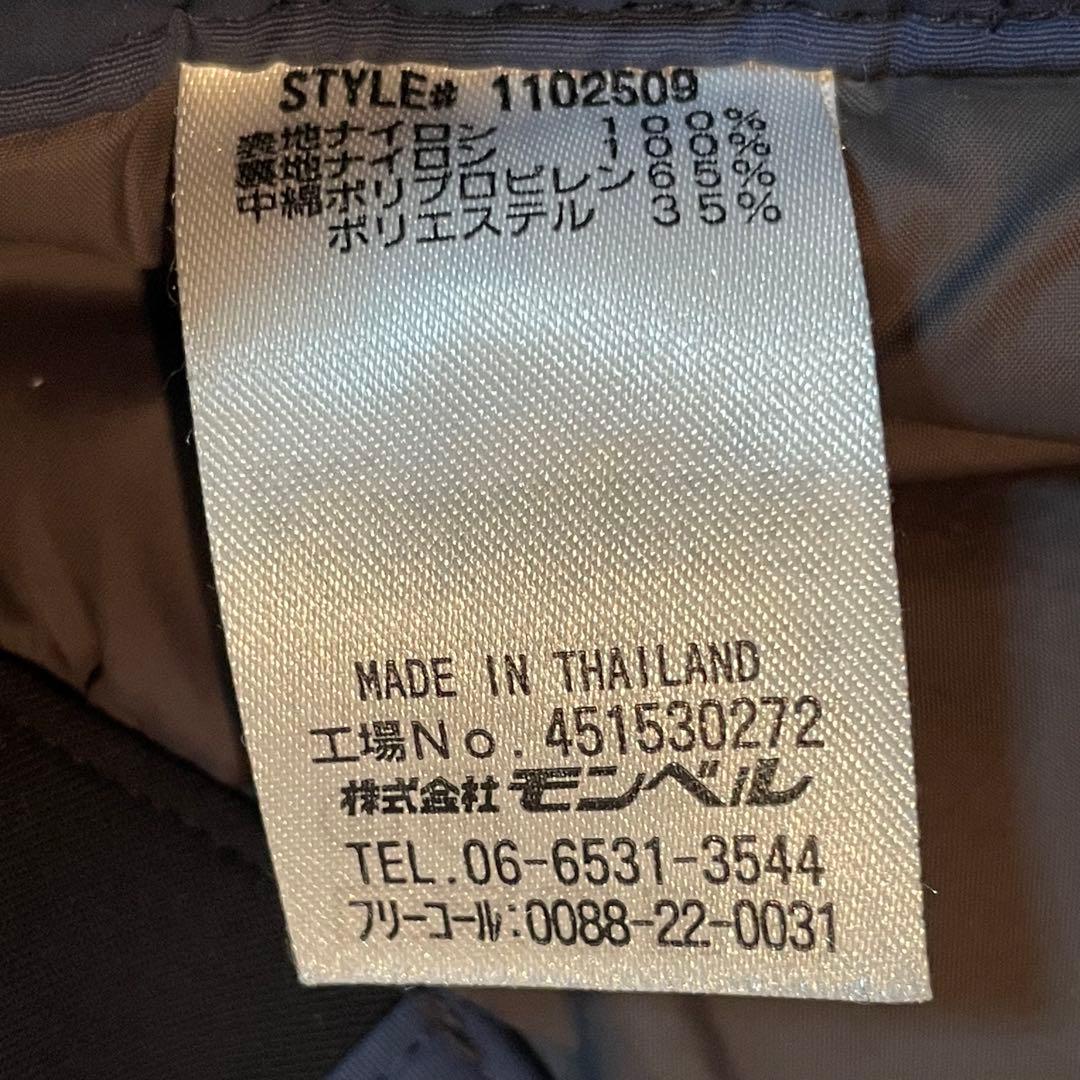 STYLE# 1102509
表地ナイロン 100%
裏地ナイロン 100%
中綿ポリプロピレン65%
ポリエステル 35%
MADE IN THAILAND
工場No. 451530272
株式会社モンベル
TEL.06-6531-3544
フリーコール:0088-22-0031